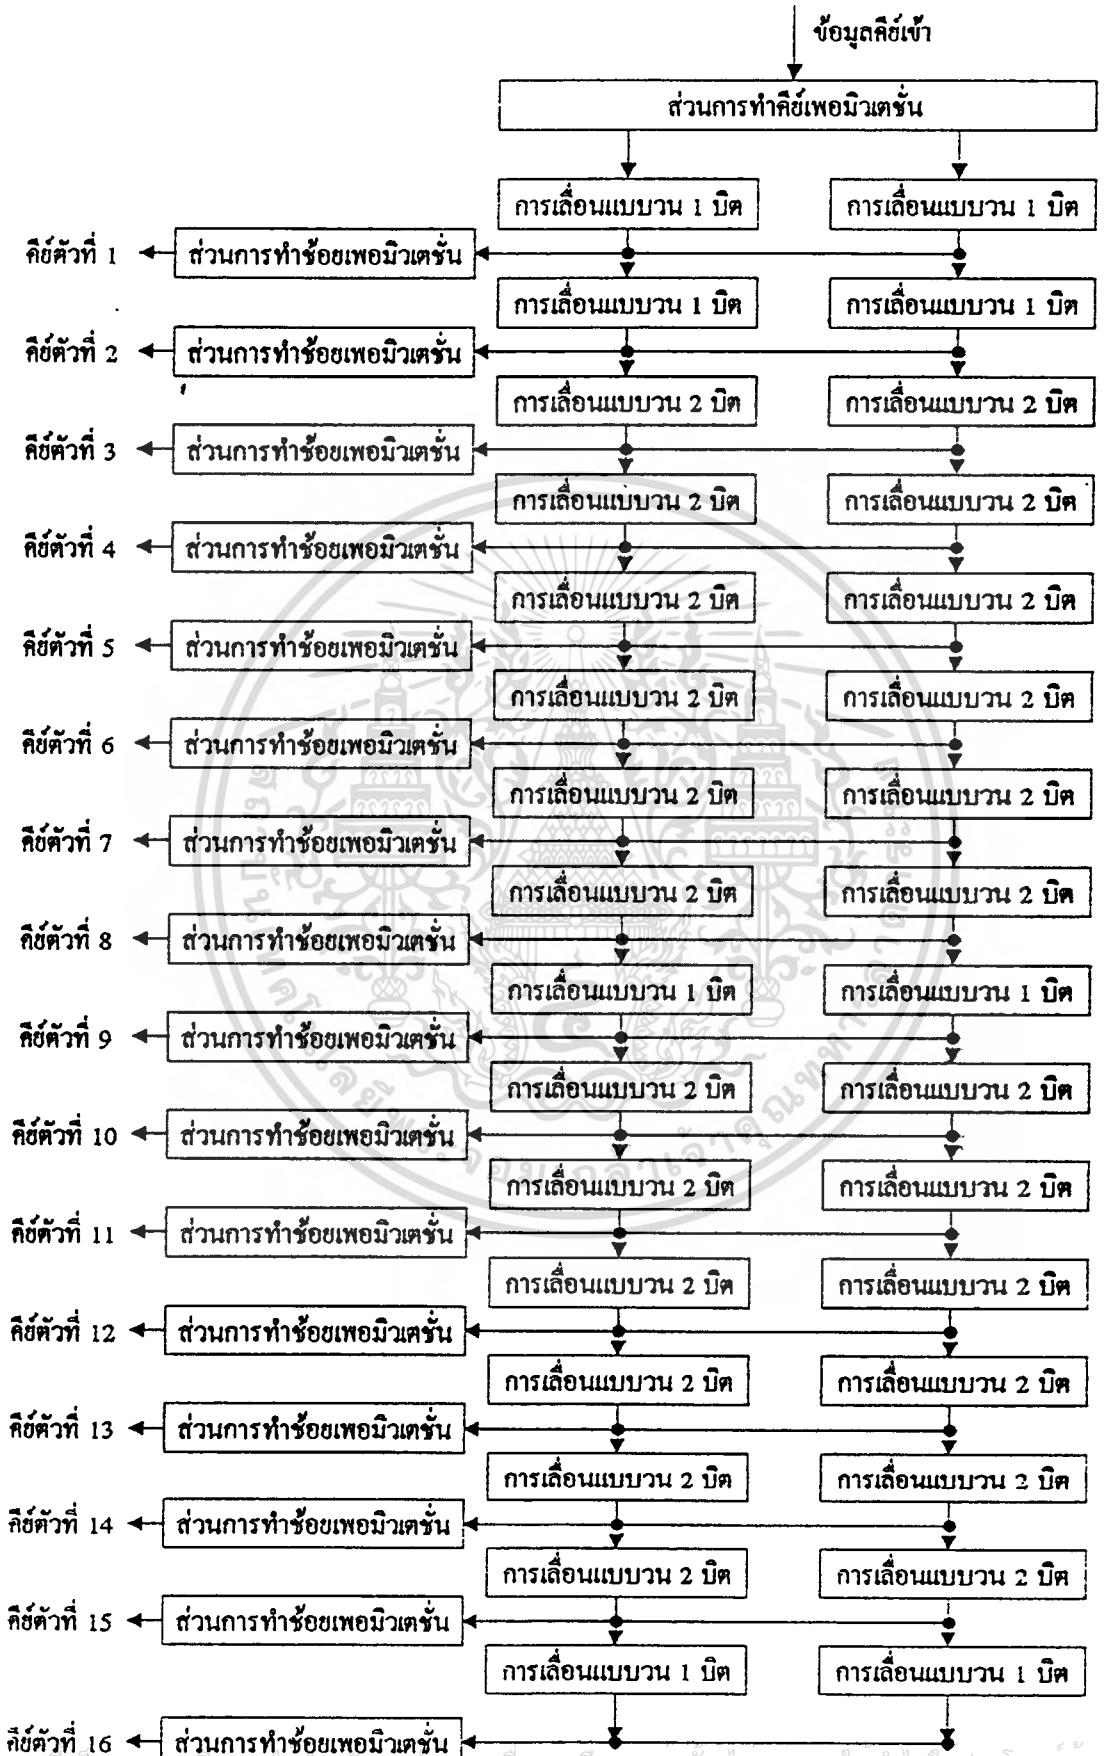 ข้อมูลคีย์เข้า
ส่วนการทำคีย์เพอมิวเตชั่น
การเลื่อนแบบวน 1 บิต การเลื่อนแบบวน 1 บิต
คีย์ตัวที่ 1 ส่วนการทำช้อยเพอมิวเตชั่น
การเลื่อนแบบวน 1 บิต การเลื่อนแบบวน 1 บิต
คีย์ตัวที่ 2 ส่วนการทำช้อยเพอมิวเตชั่น
การเลื่อนแบบวน 2 บิต การเลื่อนแบบวน 2 บิต
คีย์ตัวที่ 3 ส่วนการทำช้อยเพอมิวเตชั่น
การเลื่อนแบบวน 2 บิต การเลื่อนแบบวน 2 บิต
คีย์ตัวที่ 4 ส่วนการทำช้อยเพอมิวเตชั่น
การเลื่อนแบบวน 2 บิต การเลื่อนแบบวน 2 บิต
คีย์ตัวที่ 5 ส่วนการทำช้อยเพอมิวเตชั่น
การเลื่อนแบบวน 2 บิต การเลื่อนแบบวน 2 บิต
คีย์ตัวที่ 6 ส่วนการทำช้อยเพอมิวเตชั่น
การเลื่อนแบบวน 2 บิต การเลื่อนแบบวน 2 บิต
คีย์ตัวที่ 7 ส่วนการทำช้อยเพอมิวเตชั่น
การเลื่อนแบบวน 2 บิต การเลื่อนแบบวน 2 บิต
คีย์ตัวที่ 8 ส่วนการทำช้อยเพอมิวเตชั่น
การเลื่อนแบบวน 1 บิต การเลื่อนแบบวน 1 บิต
คีย์ตัวที่ 9 ส่วนการทำช้อยเพอมิวเตชั่น
การเลื่อนแบบวน 2 บิต การเลื่อนแบบวน 2 บิต
คีย์ตัวที่ 10 ส่วนการทำช้อยเพอมิวเตชั่น
การเลื่อนแบบวน 2 บิต การเลื่อนแบบวน 2 บิต
คีย์ตัวที่ 11 ส่วนการทำช้อยเพอมิวเตชั่น
การเลื่อนแบบวน 2 บิต การเลื่อนแบบวน 2 บิต
คีย์ตัวที่ 12 ส่วนการทำช้อยเพอมิวเตชั่น
การเลื่อนแบบวน 2 บิต การเลื่อนแบบวน 2 บิต
คีย์ตัวที่ 13 ส่วนการทำช้อยเพอมิวเตชั่น
การเลื่อนแบบวน 2 บิต การเลื่อนแบบวน 2 บิต
คีย์ตัวที่ 14 ส่วนการทำช้อยเพอมิวเตชั่น
การเลื่อนแบบวน 2 บิต การเลื่อนแบบวน 2 บิต
คีย์ตัวที่ 15 ส่วนการทำช้อยเพอมิวเตชั่น
การเลื่อนแบบวน 1 บิต การเลื่อนแบบวน 1 บิต
คีย์ตัวที่ 16 ส่วนการทำช้อยเพอมิวเตชั่น